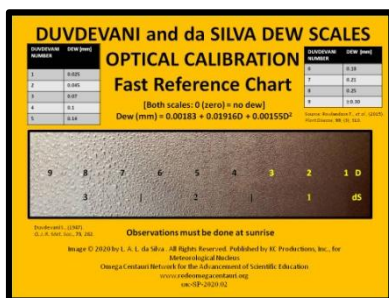 DUVDEVANI and da SILVA DEW SCALES
OPTICAL CALIBRATION
Fast Reference Chart
[Both scales: 0 (zero) = no dew]
Dew (mm) = 0.00183 + 0.01916D + 0.00155D²
DUVDEVANI NUMBER DEW [mm]
1 0.025
2 0.045
3 0.07
4 0.1
5 0.14
DUVDEVANI NUMBER DEW [mm]
6 0.18
7 0.21
8 0.25
9
9 8 7 6 5 4 3 2 1 D
3 | 2 | 1 dS
Observations must be done at sunrise
Image © 2020 by L. A. L. da Silva. All Rights Reserved. Published by KC Productions, Inc., for
Meteorological Nucleus
Omega Centauri Network for the Advancement of Scientific Education
www.redeomegacentauri.org